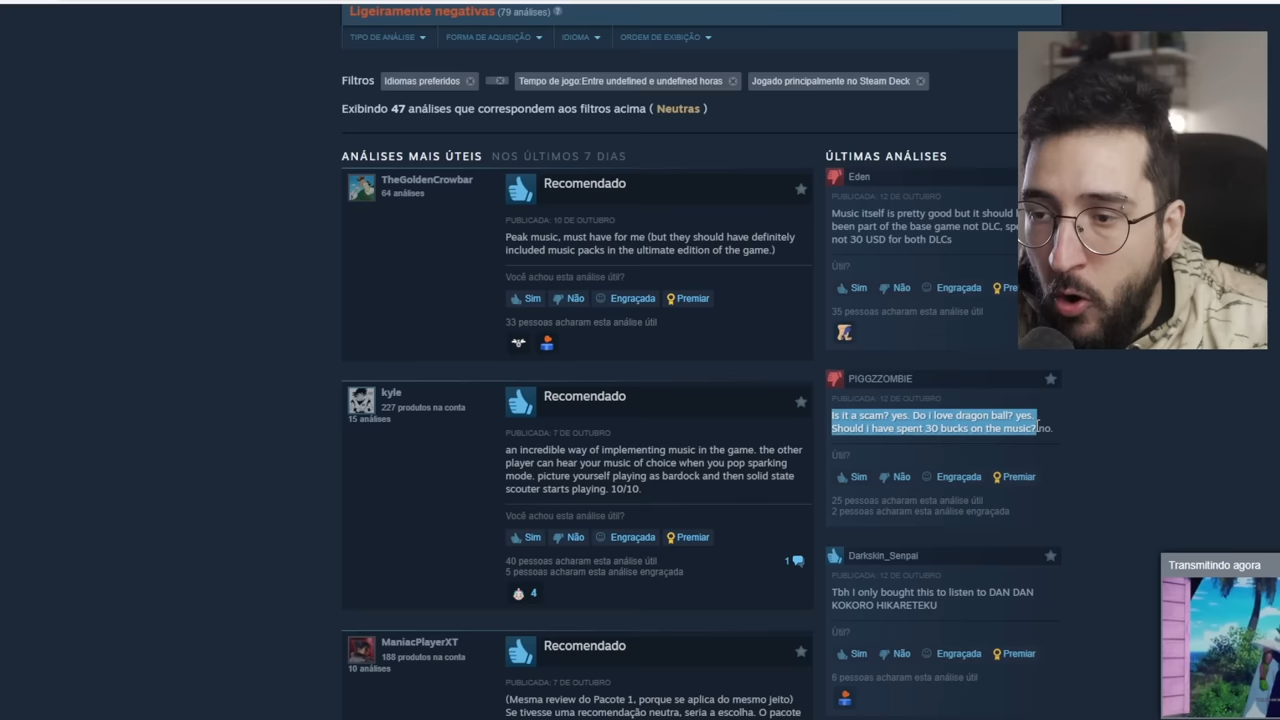 Ligeiramente negativas (79 análises)
TIPO DE ANÁLISE
FORMA DE AQUISIÇÃO
IDIOMA
ORDEM DE EXIBIÇÃO
Filtros
Idiomas preferidos
Tempo de jogo:Entre undefined e undefined horas
Jogado principalmente no Steam Deck
Exibindo 47 análises que correspondem aos filtros acima ( Neutras )
ANÁLISES MAIS ÚTEIS
NOS ÚLTIMOS 7 DIAS
TheGoldenCrowbar
64 análises
Recomendado
PUBLICADA: 10 DE OUTUBRO
Peak music, must have for me (but they should have definitely
included music packs in the ultimate edition of the game.)
Você achou esta análise útil?
Sim
Não
Engraçada
Premiar
33 pessoas acharam esta análise útil
kyle
227 produtos na conta
15 análises
Recomendado
PUBLICADA: 7 DE OUTUBRO
an incredible way of implementing music in the game. the other
player can hear your music of choice when you pop sparking
mode. picture yourself playing as bardock and then solid state
scouter starts playing. 10/10.
Você achou esta análise útil?
Sim
Não
Engraçada
Premiar
40 pessoas acharam esta análise útil
5 pessoas acharam esta análise engraçada
1
4
ManiacPlayerXT
188 produtos na conta
10 análises
Recomendado
PUBLICADA: 7 DE OUTUBRO
(Mesma review do Pacote 1, porque se aplica do mesmo jeito)
Se tivesse uma recomendação neutra, seria a escolha. O pacote
ÚLTIMAS ANÁLISES
Eden
PUBLICADA: 12 DE OUTUBRO
Music itself is pretty good but it should
been part of the base game not DLC,
not 30 USD for both DLCs
Útil?
Sim
Não
Engraçada
35 pessoas acharam esta análise útil
PIGGZZOMBIE
PUBLICADA: 12 DE OUTUBRO
Is it a scam? yes. Do i love dragon ball? yes.
Should i have spent 30 bucks on the music? no.
Útil?
Sim
Não
Engraçada
Premiar
25 pessoas acharam esta análise útil
2 pessoas acharam esta análise engraçada
Darkskin_Senpai
PUBLICADA: 12 DE OUTUBRO
Tbh I only bought this to listen to DAN DAN
KOKORO HIKARETEKU
Útil?
Sim
Não
Engraçada
Premiar
6 pessoas acharam esta análise útil
Transmitindo agora